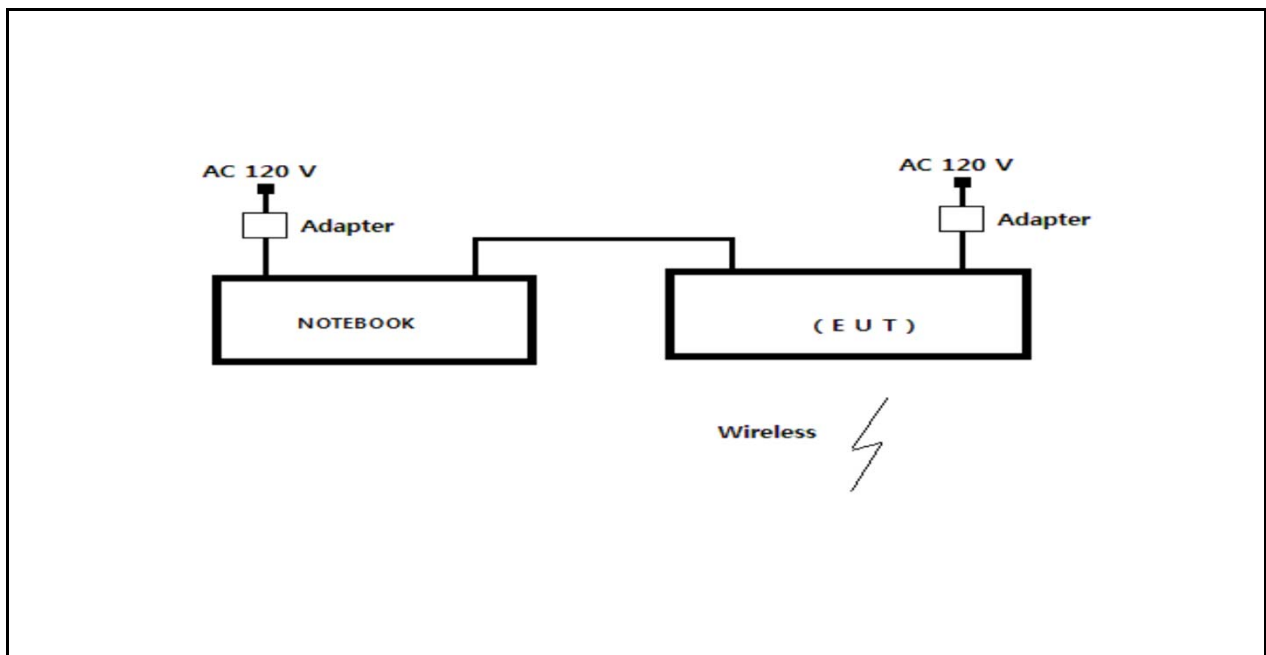 AC 120 V
Adapter
NOTEBOOK
AC 120 V
Adapter
( E U T )
Wireless